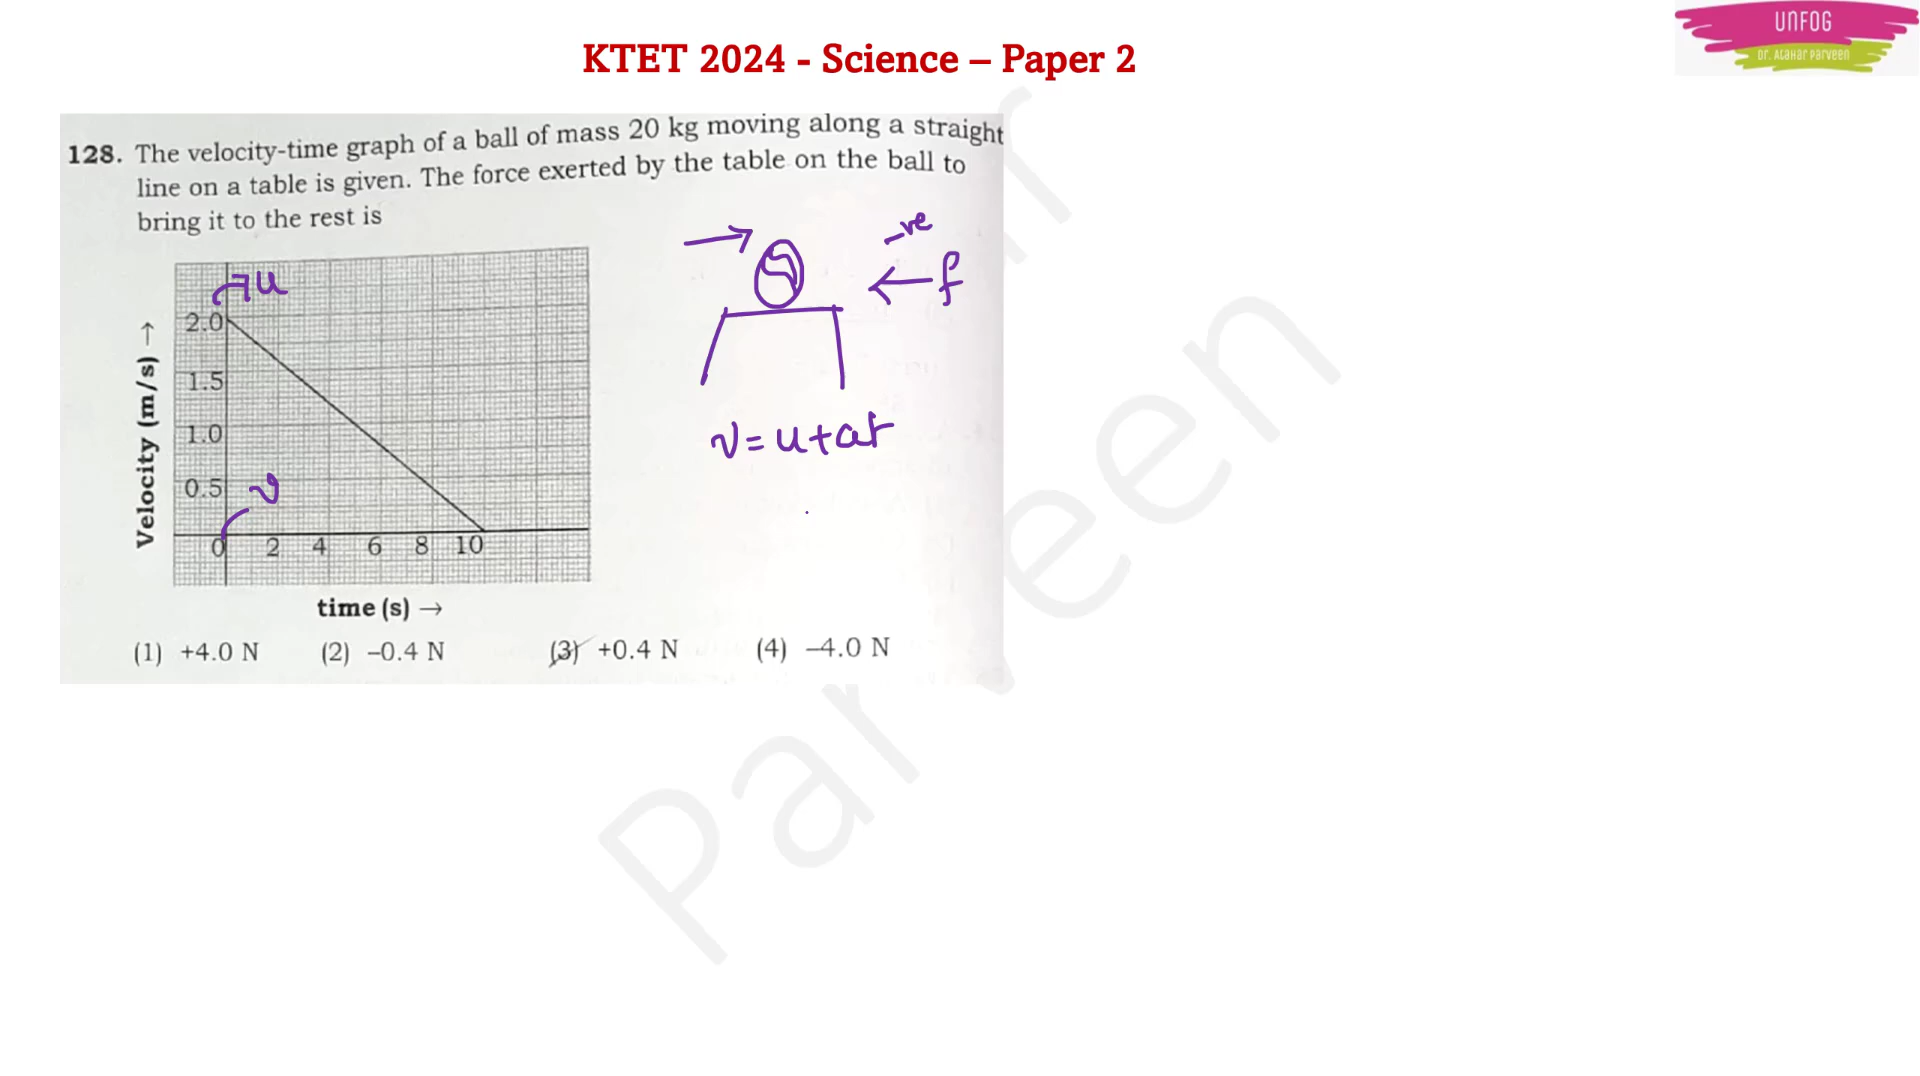 UNFOG
Dr. Atahar Parveen
KTET 2024 - Science – Paper 2
128. The velocity-time graph of a ball of mass 20 kg moving along a straight
line on a table is given. The force exerted by the table on the ball to
bring it to the rest is
-ve
f
u
2.0
1.5
1.0
0.5
v
v = u + at
Velocity (m/s) →
0 2 4 6 8 10
time (s) →
(1) +4.0 N (2) –0.4 N (3) +0.4 N (4) –4.0 N
Parveen